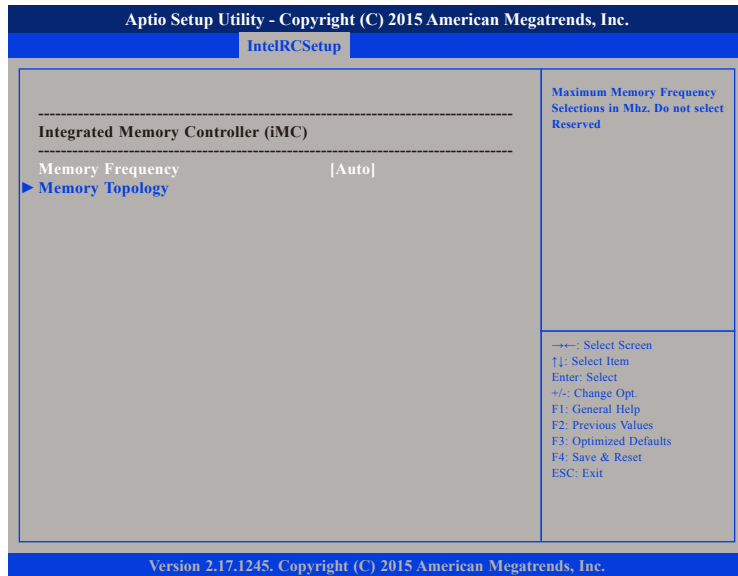 Aptio Setup Utility - Copyright (C) 2015 American Megatrends, Inc.
IntelRCSetup
--------------------------------------------------------------------------------
Integrated Memory Controller (iMC)
--------------------------------------------------------------------------------
Memory Frequency [Auto]
▶ Memory Topology
Maximum Memory Frequency
Selections in Mhz. Do not select
Reserved
→←: Select Screen
↑↓: Select Item
Enter: Select
+/-: Change Opt.
F1: General Help
F2: Previous Values
F3: Optimized Defaults
F4: Save & Reset
ESC: Exit
Version 2.17.1245. Copyright (C) 2015 American Megatrends, Inc.